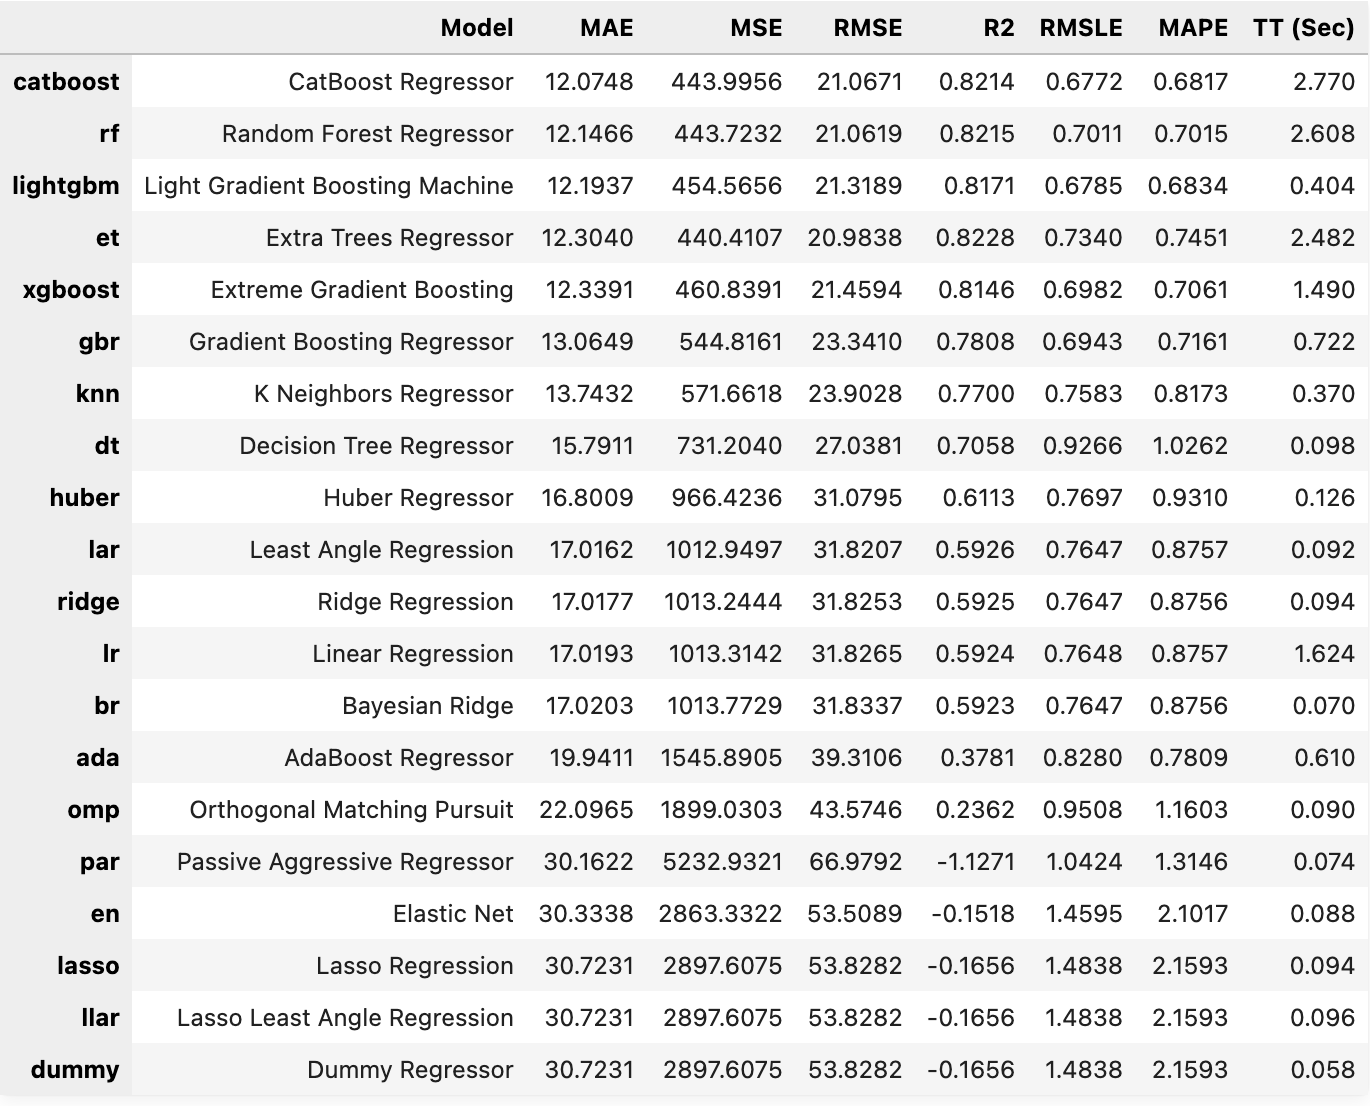 Model MAE MSE RMSE R2 RMSLE MAPE TT (Sec)
catboost CatBoost Regressor 12.0748 443.9956 21.0671 0.8214 0.6772 0.6817 2.770
rf Random Forest Regressor 12.1466 443.7232 21.0619 0.8215 0.7011 0.7015 2.608
lightgbm Light Gradient Boosting Machine 12.1937 454.5656 21.3189 0.8171 0.6785 0.6834 0.404
et Extra Trees Regressor 12.3040 440.4107 20.9838 0.8228 0.7340 0.7451 2.482
xgboost Extreme Gradient Boosting 12.3391 460.8391 21.4594 0.8146 0.6982 0.7061 1.490
gbr Gradient Boosting Regressor 13.0649 544.8161 23.3410 0.7808 0.6943 0.7161 0.722
knn K Neighbors Regressor 13.7432 571.6618 23.9028 0.7700 0.7583 0.8173 0.370
dt Decision Tree Regressor 15.7911 731.2040 27.0381 0.7058 0.9266 1.0262 0.098
huber Huber Regressor 16.8009 966.4236 31.0795 0.6113 0.7697 0.9310 0.126
lar Least Angle Regression 17.0162 1012.9497 31.8207 0.5926 0.7647 0.8757 0.092
ridge Ridge Regression 17.0177 1013.2444 31.8253 0.5925 0.7647 0.8756 0.094
lr Linear Regression 17.0193 1013.3142 31.8265 0.5924 0.7648 0.8757 1.624
br Bayesian Ridge 17.0203 1013.7729 31.8337 0.5923 0.7647 0.8756 0.070
ada AdaBoost Regressor 19.9411 1545.8905 39.3106 0.3781 0.8280 0.7809 0.610
omp Orthogonal Matching Pursuit 22.0965 1899.0303 43.5746 0.2362 0.9508 1.1603 0.090
par Passive Aggressive Regressor 30.1622 5232.9321 66.9792 -1.1271 1.0424 1.3146 0.074
en Elastic Net 30.3338 2863.3322 53.5089 -0.1518 1.4595 2.1017 0.088
lasso Lasso Regression 30.7231 2897.6075 53.8282 -0.1656 1.4838 2.1593 0.094
llar Lasso Least Angle Regression 30.7231 2897.6075 53.8282 -0.1656 1.4838 2.1593 0.096
dummy Dummy Regressor 30.7231 2897.6075 53.8282 -0.1656 1.4838 2.1593 0.058